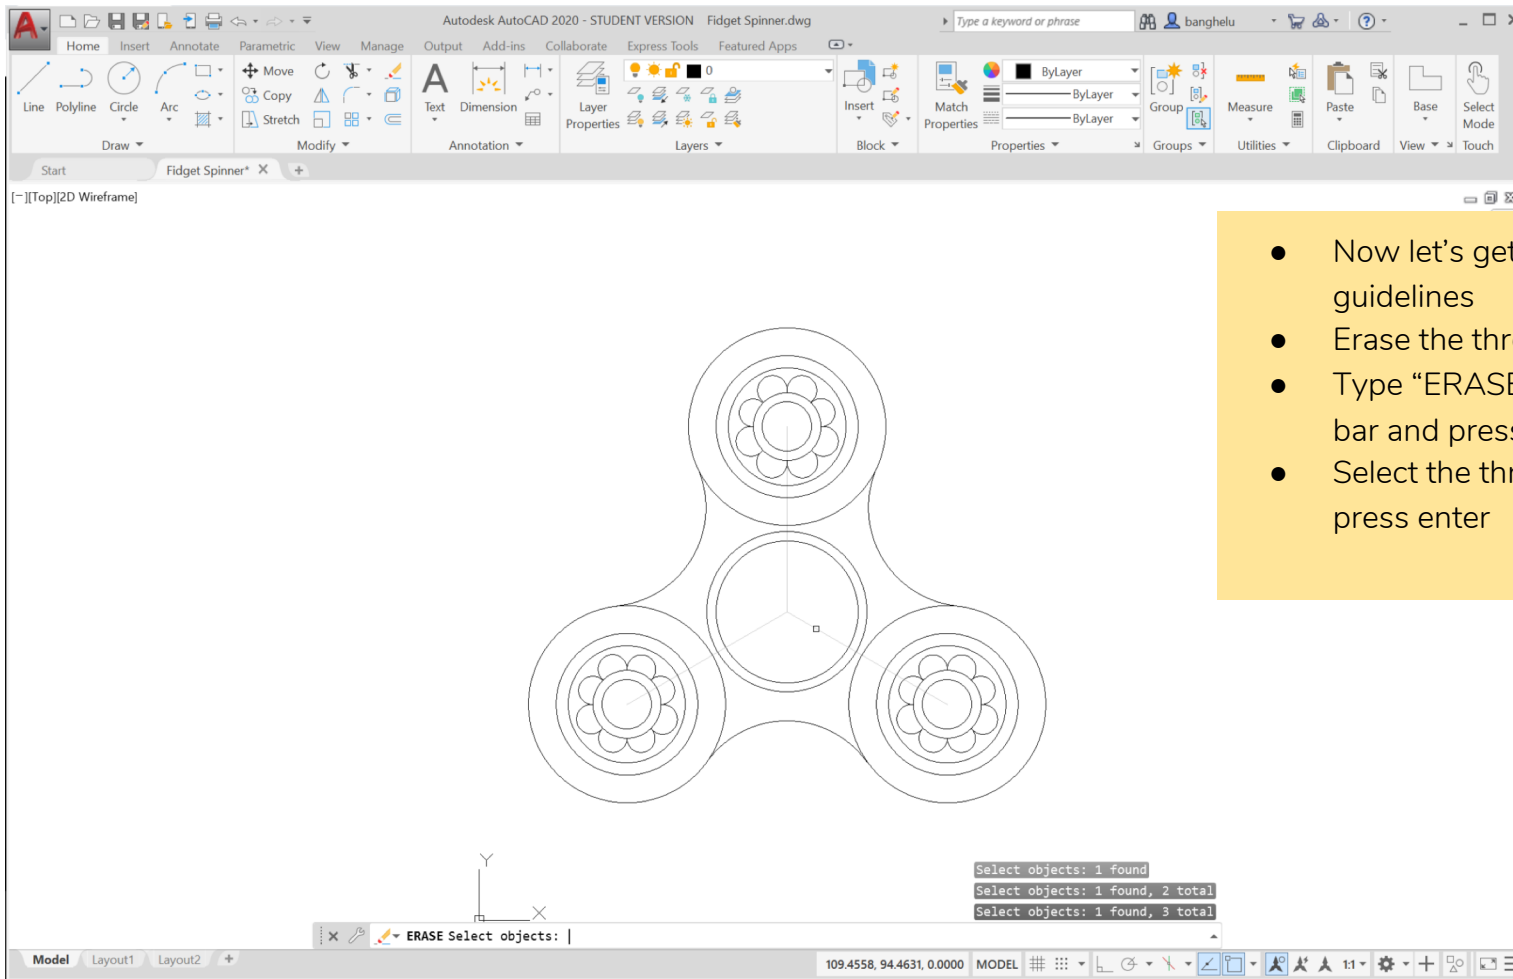 Autodesk AutoCAD 2020 - STUDENT VERSION Fidget Spinner.dwg
Type a keyword or phrase
banghelu
Home Insert Annotate Parametric View Manage Output Add-ins Collaborate Express Tools Featured Apps
Line Polyline Circle Arc
Move
Copy
Stretch
Text Dimension
Layer
Properties
0
Insert
Match
Properties
ByLayer
ByLayer
ByLayer
Group
Measure
Paste
Base
Select
Mode
Draw Modify Annotation Layers Block Properties Groups Utilities Clipboard View Touch
Start Fidget Spinner* +
[−][Top][2D Wireframe]
● Now let’s get
guidelines
● Erase the
● Type “ERASE
bar and press
● Select the
press enter
Y
X
Select objects: 1 found
Select objects: 1 found, 2 total
Select objects: 1 found, 3 total
ERASE Select objects:
Model Layout1 Layout2 +
109.4558, 94.4631, 0.0000 MODEL 1:1